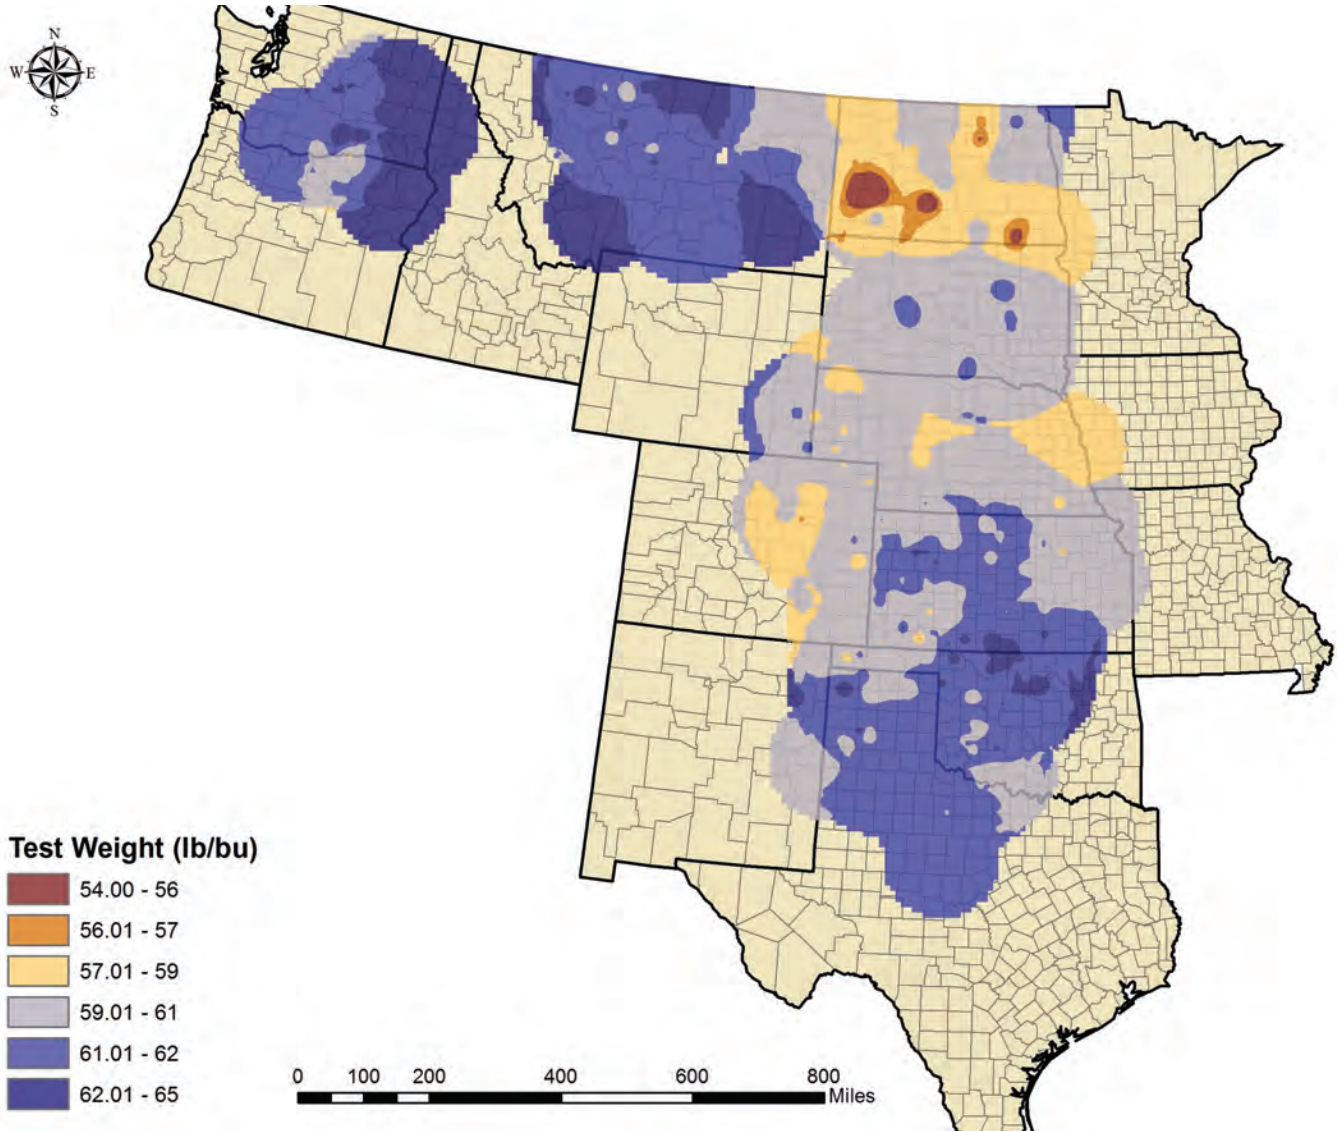 N
W E
S
Test Weight (lb/bu)
54.00 - 56
56.01 - 57
57.01 - 59
59.01 - 61
61.01 - 62
62.01 - 65
0 100 200 400 600 800
Miles